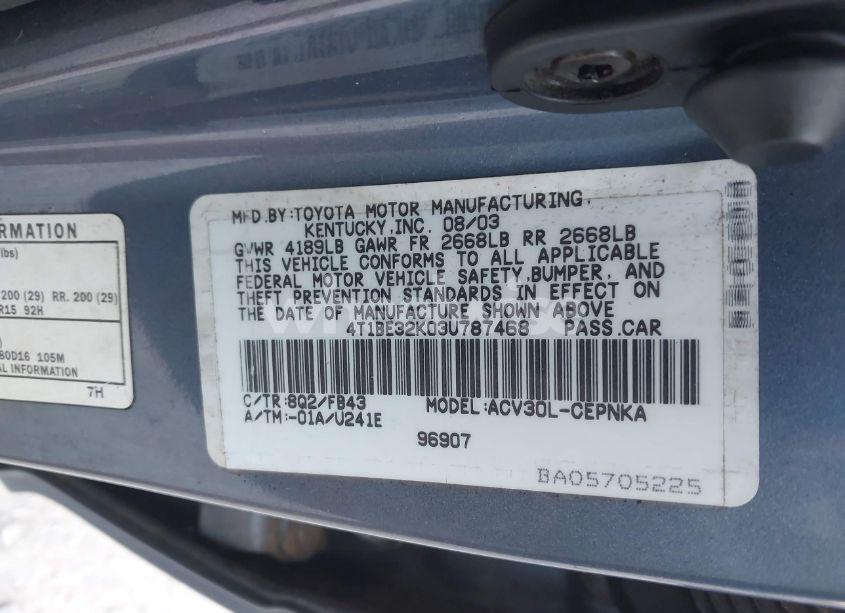 MFD.BY:TOYOTA MOTOR MANUFACTURING,
KENTUCKY,INC. 08/03
GVWR 4189LB GAWR FR 2668LB RR 2668LB
THIS VEHICLE CONFORMS TO ALL APPLICABLE
FEDERAL MOTOR VEHICLE SAFETY,BUMPER, AND
THEFT PREVENTION STANDARDS IN EFFECT ON
THE DATE OF MANUFACTURE SHOWN ABOVE
4T1BE32K03U787468 PASS.CAR
C/TR:8Q2/FB43 MODEL:ACV30L-CEPNKA
A/TM:-01A/U241E
96907
BA05705225
ORMATION
lbs)
200 (29) RR. 200 (29)
R15 92H
80D16 105M
AL INFORMATION
7H